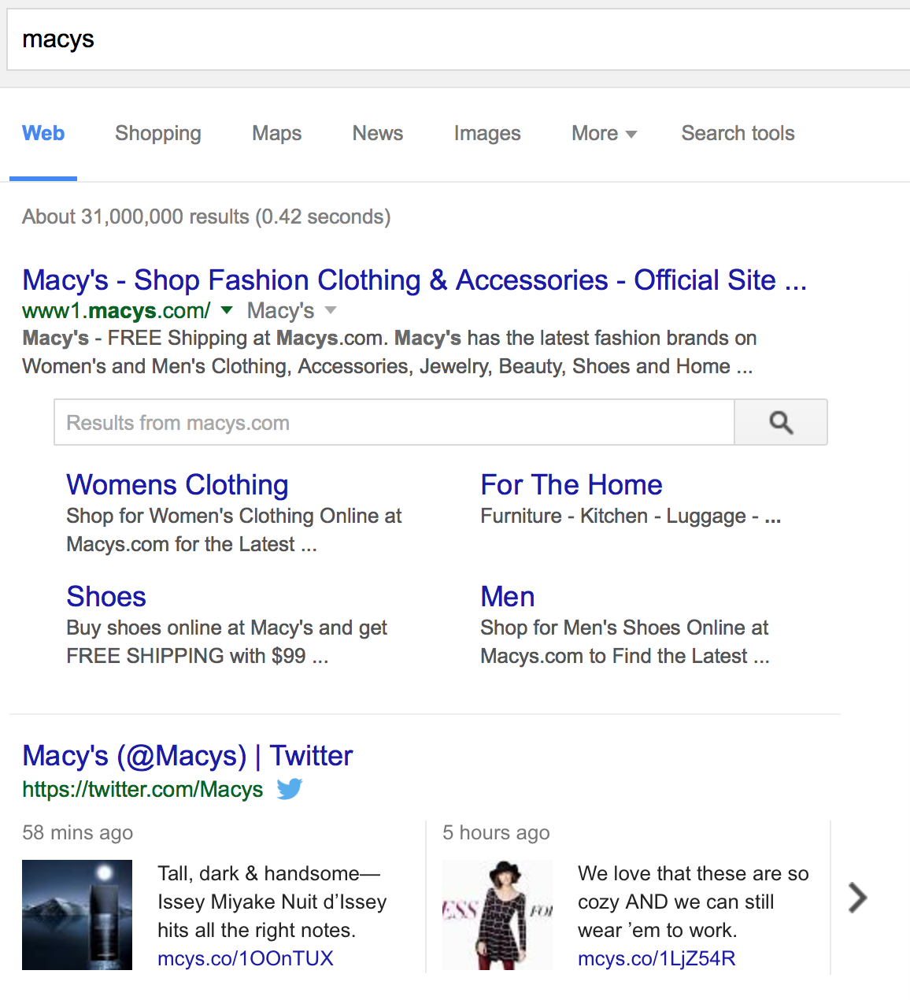 macys
Web Shopping Maps News Images More Search tools
About 31,000,000 results (0.42 seconds)
Macy's - Shop Fashion Clothing & Accessories - Official Site ...
www1.macys.com/ Macy's
Macy's - FREE Shipping at Macys.com. Macy's has the latest fashion brands on
Women's and Men's Clothing, Accessories, Jewelry, Beauty, Shoes and Home ...
Results from macys.com
Womens Clothing
Shop for Women's Clothing Online at
Macys.com for the Latest ...
For The Home
Furniture - Kitchen - Luggage - ...
Shoes
Buy shoes online at Macy's and get
FREE SHIPPING with $99 ...
Men
Shop for Men's Shoes Online at
Macys.com to Find the Latest ...
Macy's (@Macys) | Twitter
https://twitter.com/Macys
58 mins ago
Tall, dark & handsome—
Issey Miyake Nuit d’Issey
hits all the right notes.
mcys.co/1OOnTUX
5 hours ago
ESS FOR
We love that these are so
cozy AND we can still
wear ’em to work.
mcys.co/1LjZ54R